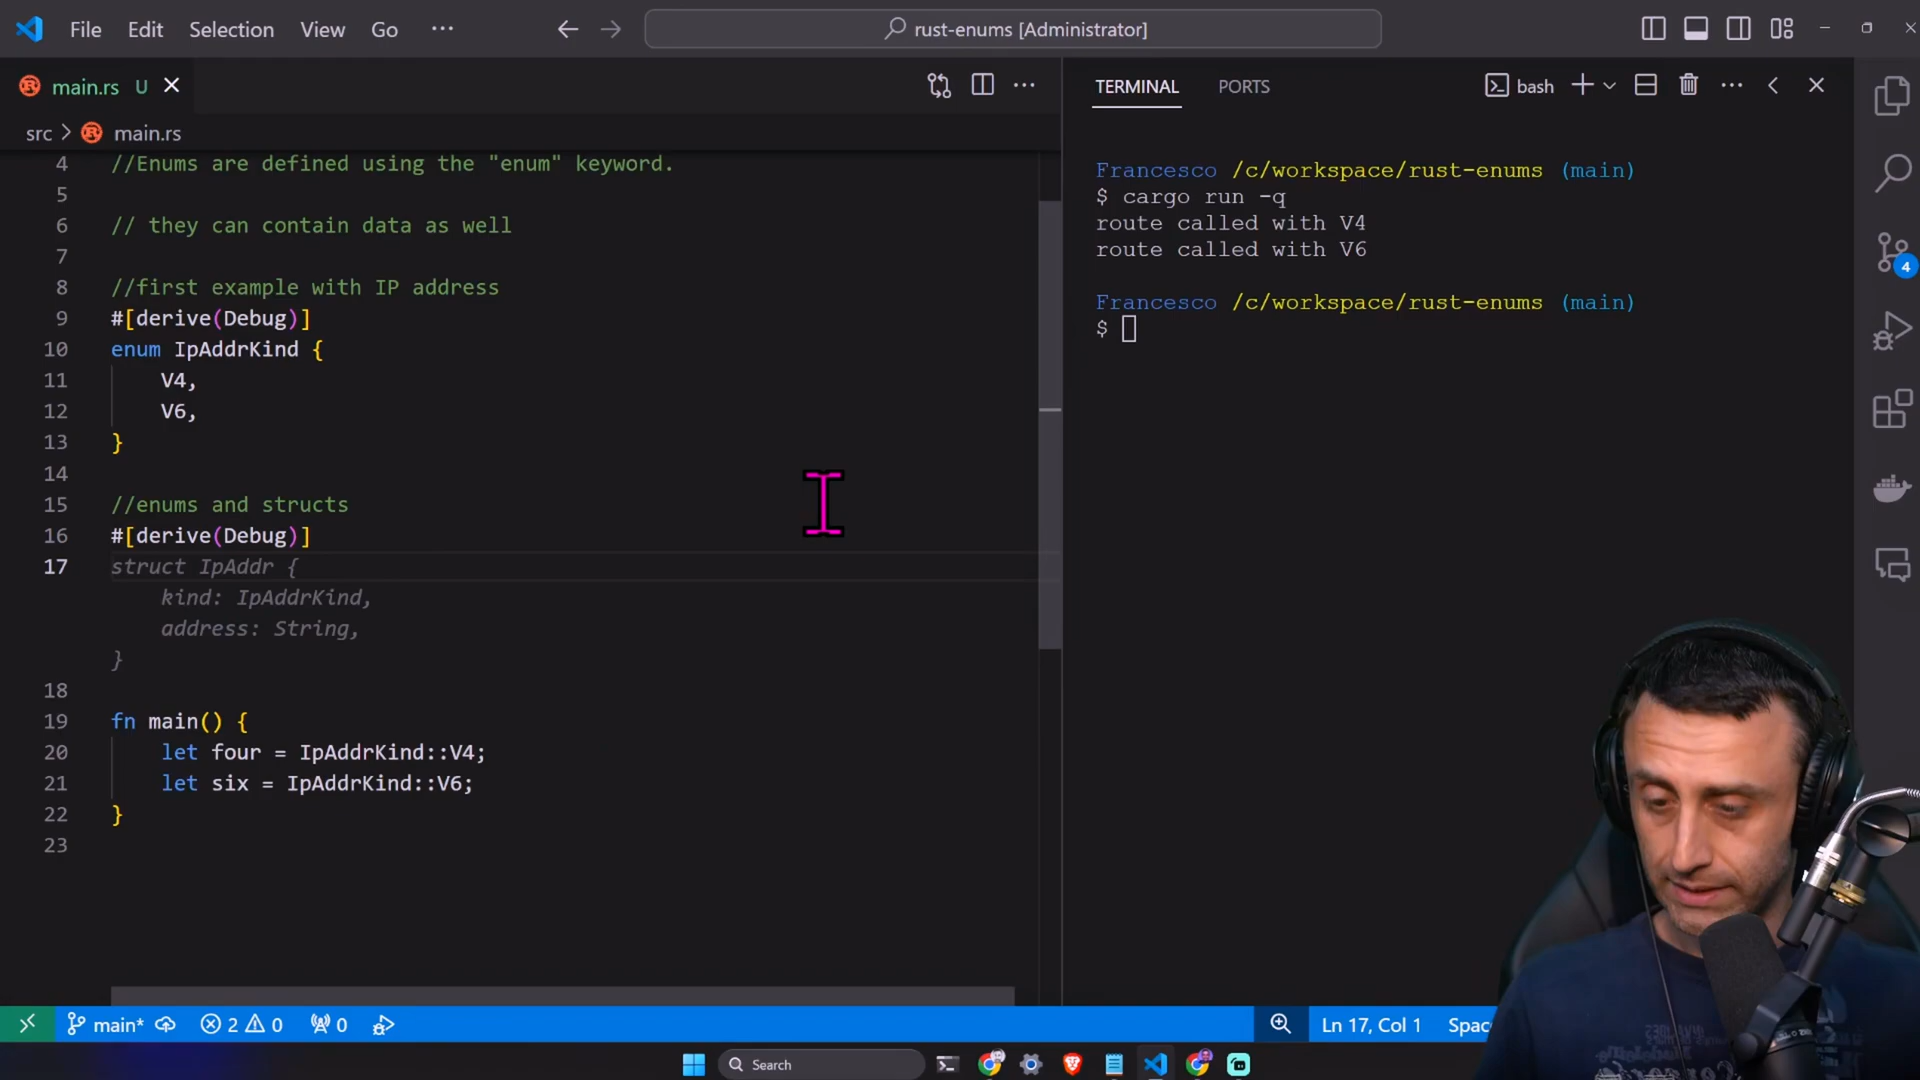 File Edit Selection View Go ···
rust-enums [Administrator]
main.rs U
src > main.rs
4 //Enums are defined using the "enum" keyword.
5
6 // they can contain data as well
7
8 //first example with IP address
9 #[derive(Debug)]
10 enum IpAddrKind {
11 V4,
12 V6,
13 }
14
15 //enums and structs
16 #[derive(Debug)]
17 struct IpAddr {
kind: IpAddrKind,
address: String,
}
18
19 fn main() {
20 let four = IpAddrKind::V4;
21 let six = IpAddrKind::V6;
22 }
23
TERMINAL PORTS
bash
Francesco /c/workspace/rust-enums (main)
$ cargo run -q
route called with V4
route called with V6
Francesco /c/workspace/rust-enums (main)
$
4
main* 2 0 0
Ln 17, Col 1 Spac
Search